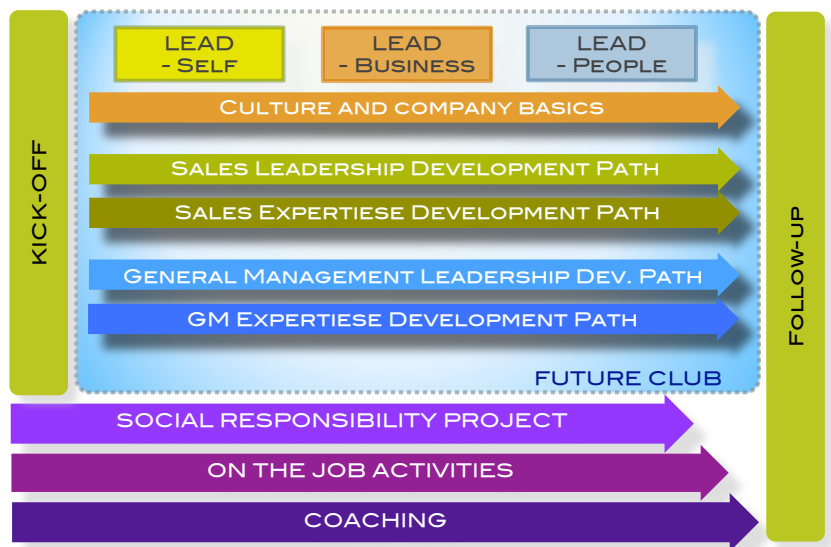 KICK-OFF
LEAD
- SELF
LEAD
- BUSINESS
LEAD
- PEOPLE
CULTURE AND COMPANY BASICS
SALES LEADERSHIP DEVELOPMENT PATH
SALES EXPERTIESE DEVELOPMENT PATH
GENERAL MANAGEMENT LEADERSHIP DEV. PATH
GM EXPERTIESE DEVELOPMENT PATH
FUTURE CLUB
SOCIAL RESPONSIBILITY PROJECT
ON THE JOB ACTIVITIES
COACHING
FOLLOW-UP